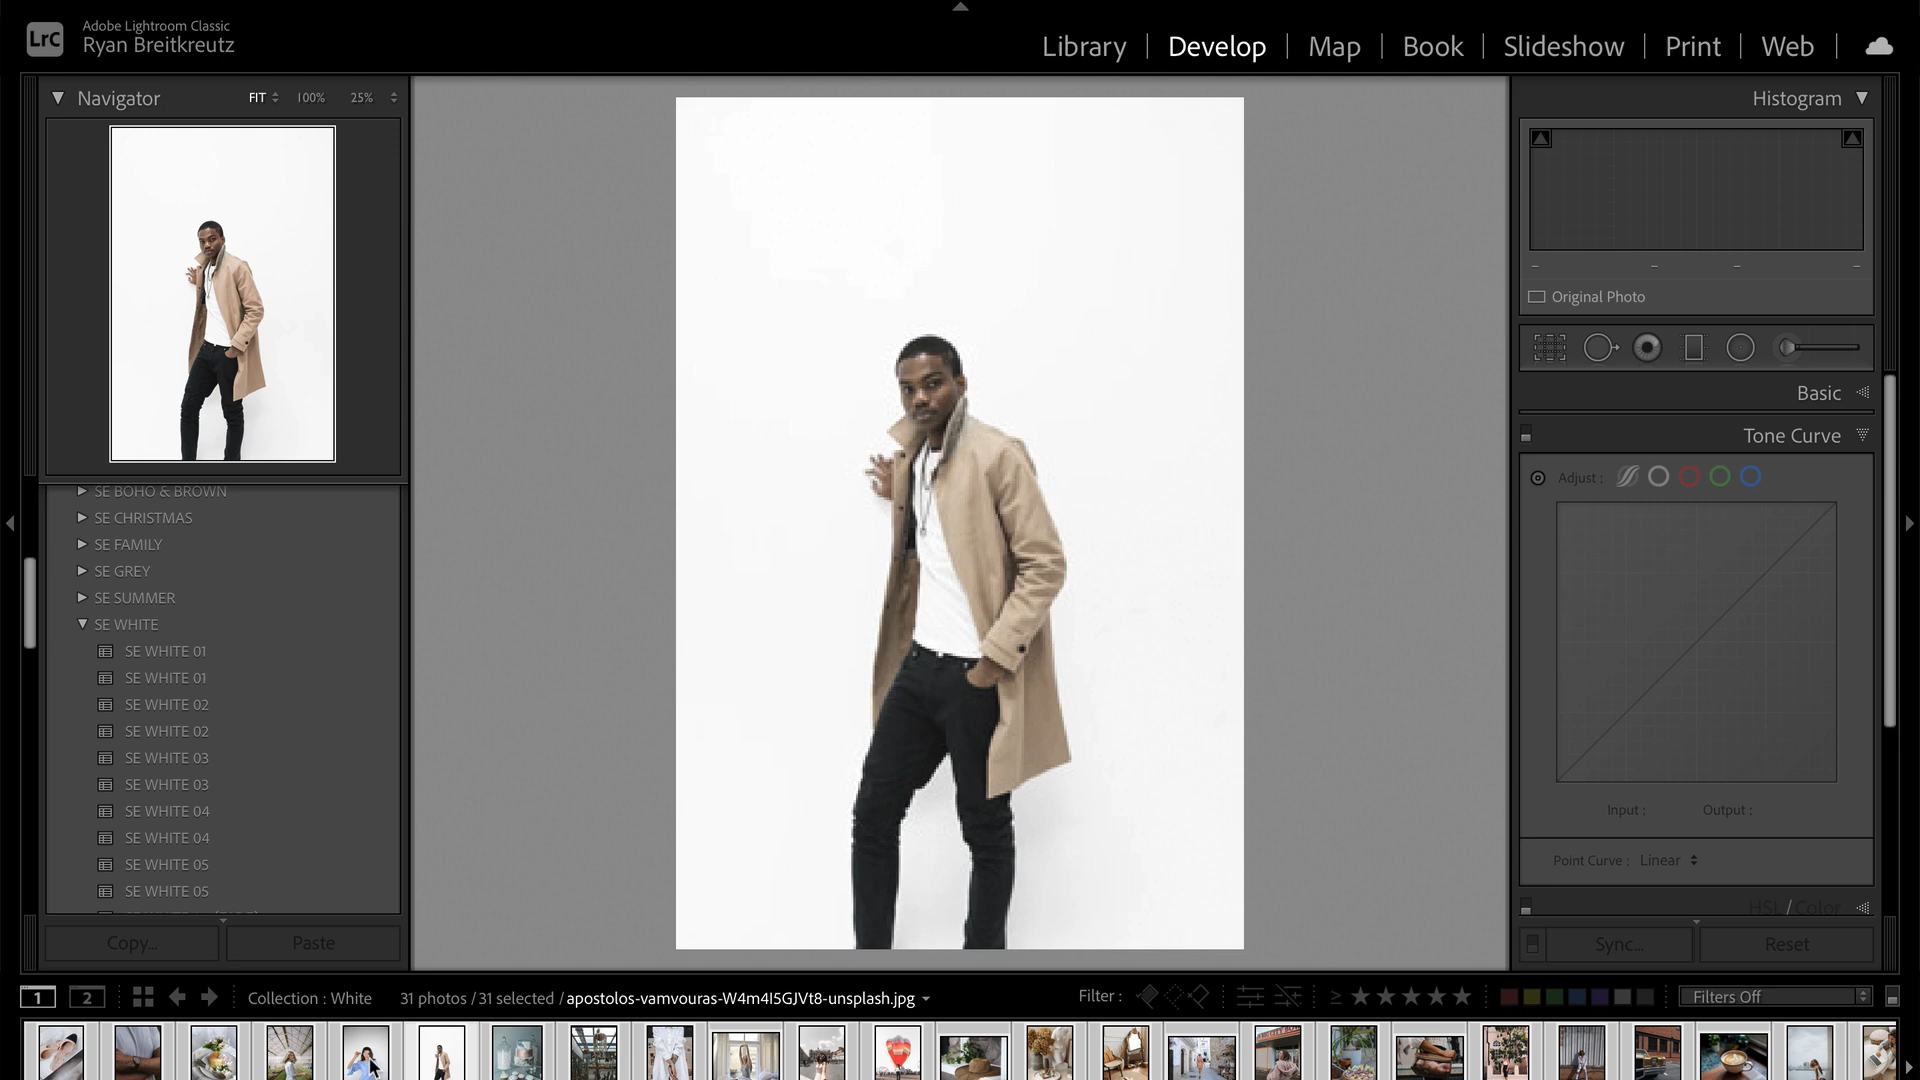 LrC
Adobe Lightroom Classic
Ryan Breitkreutz
Library | Develop | Map | Book | Slideshow | Print | Web |
Navigator FIT 100% 25%
SE BOHO & BROWN
SE CHRISTMAS
SE FAMILY
SE GREY
SE SUMMER
SE WHITE
SE WHITE 01
SE WHITE 01
SE WHITE 02
SE WHITE 02
SE WHITE 03
SE WHITE 03
SE WHITE 04
SE WHITE 04
SE WHITE 05
SE WHITE 05
Copy... Paste
Histogram
Original Photo
Basic
Tone Curve
Adjust :
Input : Output :
Point Curve : Linear
HSL / Color
Sync... Reset
1 2 Collection : White 31 photos / 31 selected / apostolos-vamvouras-W4m4I5GJVt8-unsplash.jpg Filter : ≥ ★★★★★ Filters Off